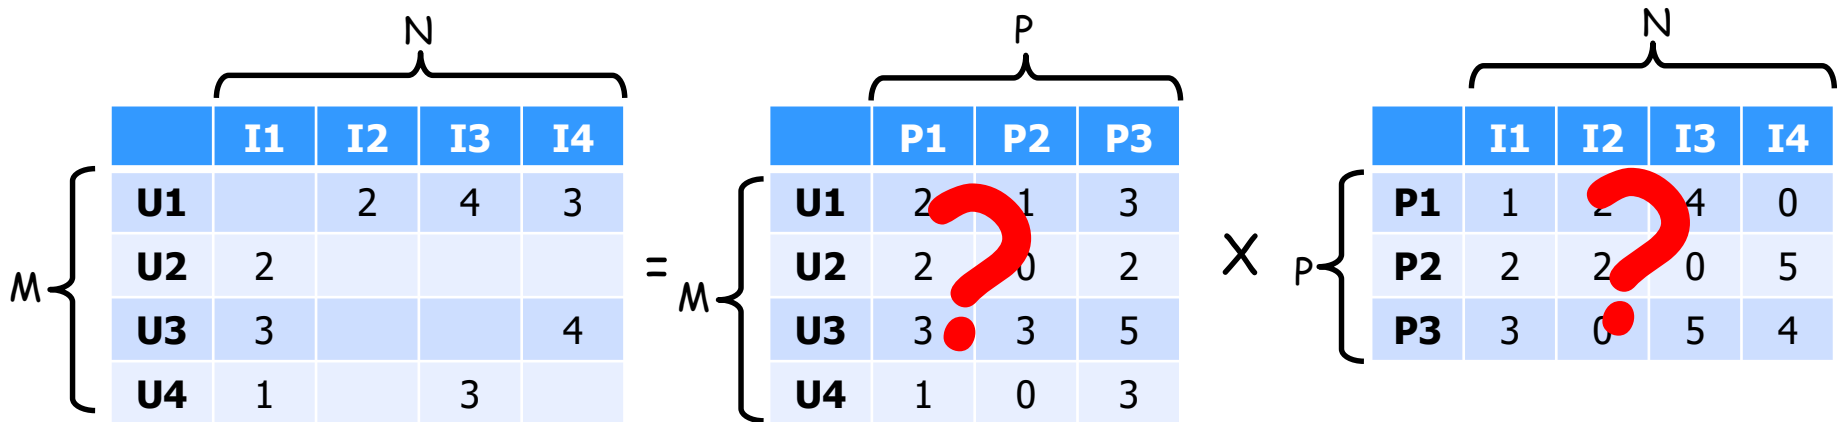 N P N
I1 I2 I3 I4 P1 P2 P3 I1 I2 I3 I4
U1 2 4 3 U1 2 1 3 P1 1 2 4 0
M U2 2 = M U2 2 0 2 X P P2 2 2 0 5
U3 3 4 U3 3 3 5 P3 3 0 5 4
U4 1 3 U4 1 0 3
? ?